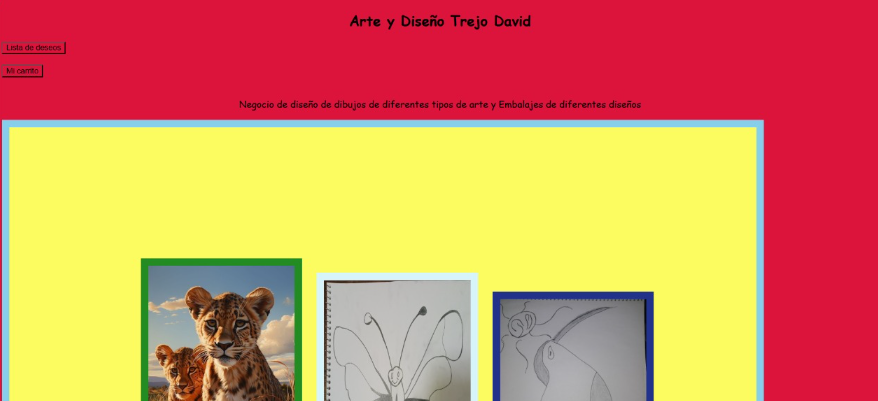 Arte y Diseño Trejo David
Lista de deseos
Mi carrito
Negocio de diseño de dibujos de diferentes tipos de arte y Embalajes de diferentes diseños